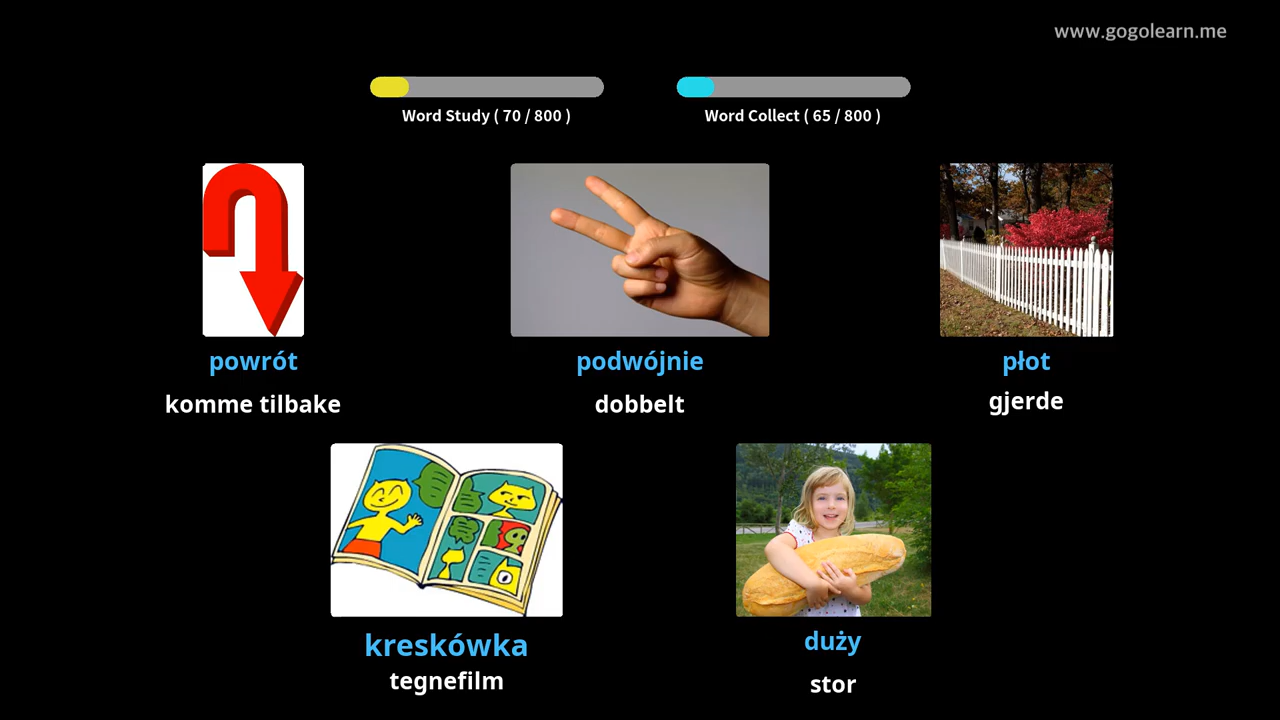 www.gogolearn.me
Word Study ( 70 / 800 )
Word Collect ( 65 / 800 )
powrót
podwójnie
płot
komme tilbake
dobbelt
gjerde
kreskówka
duży
tegnefilm
stor